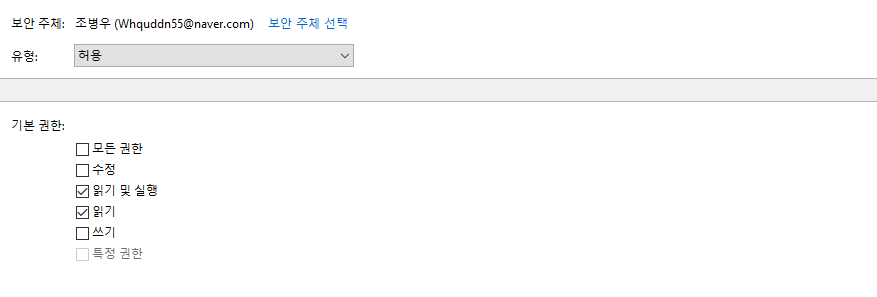 보안 주체: 조병우 (Whquddn55@naver.com) 보안 주체 선택
유형: 허용
기본 권한:
모든 권한
수정
읽기 및 실행
읽기
쓰기
특정 권한